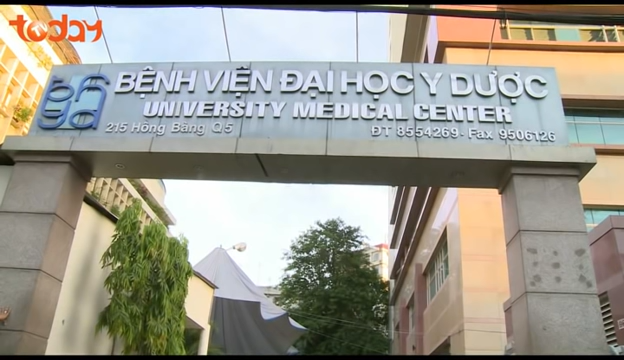 today
BỆNH VIỆN ĐẠI HỌC Y DƯỢC
UNIVERSITY MEDICAL CENTER
215 Hồng Bàng Q5 ĐT 8554269- Fax 9506126